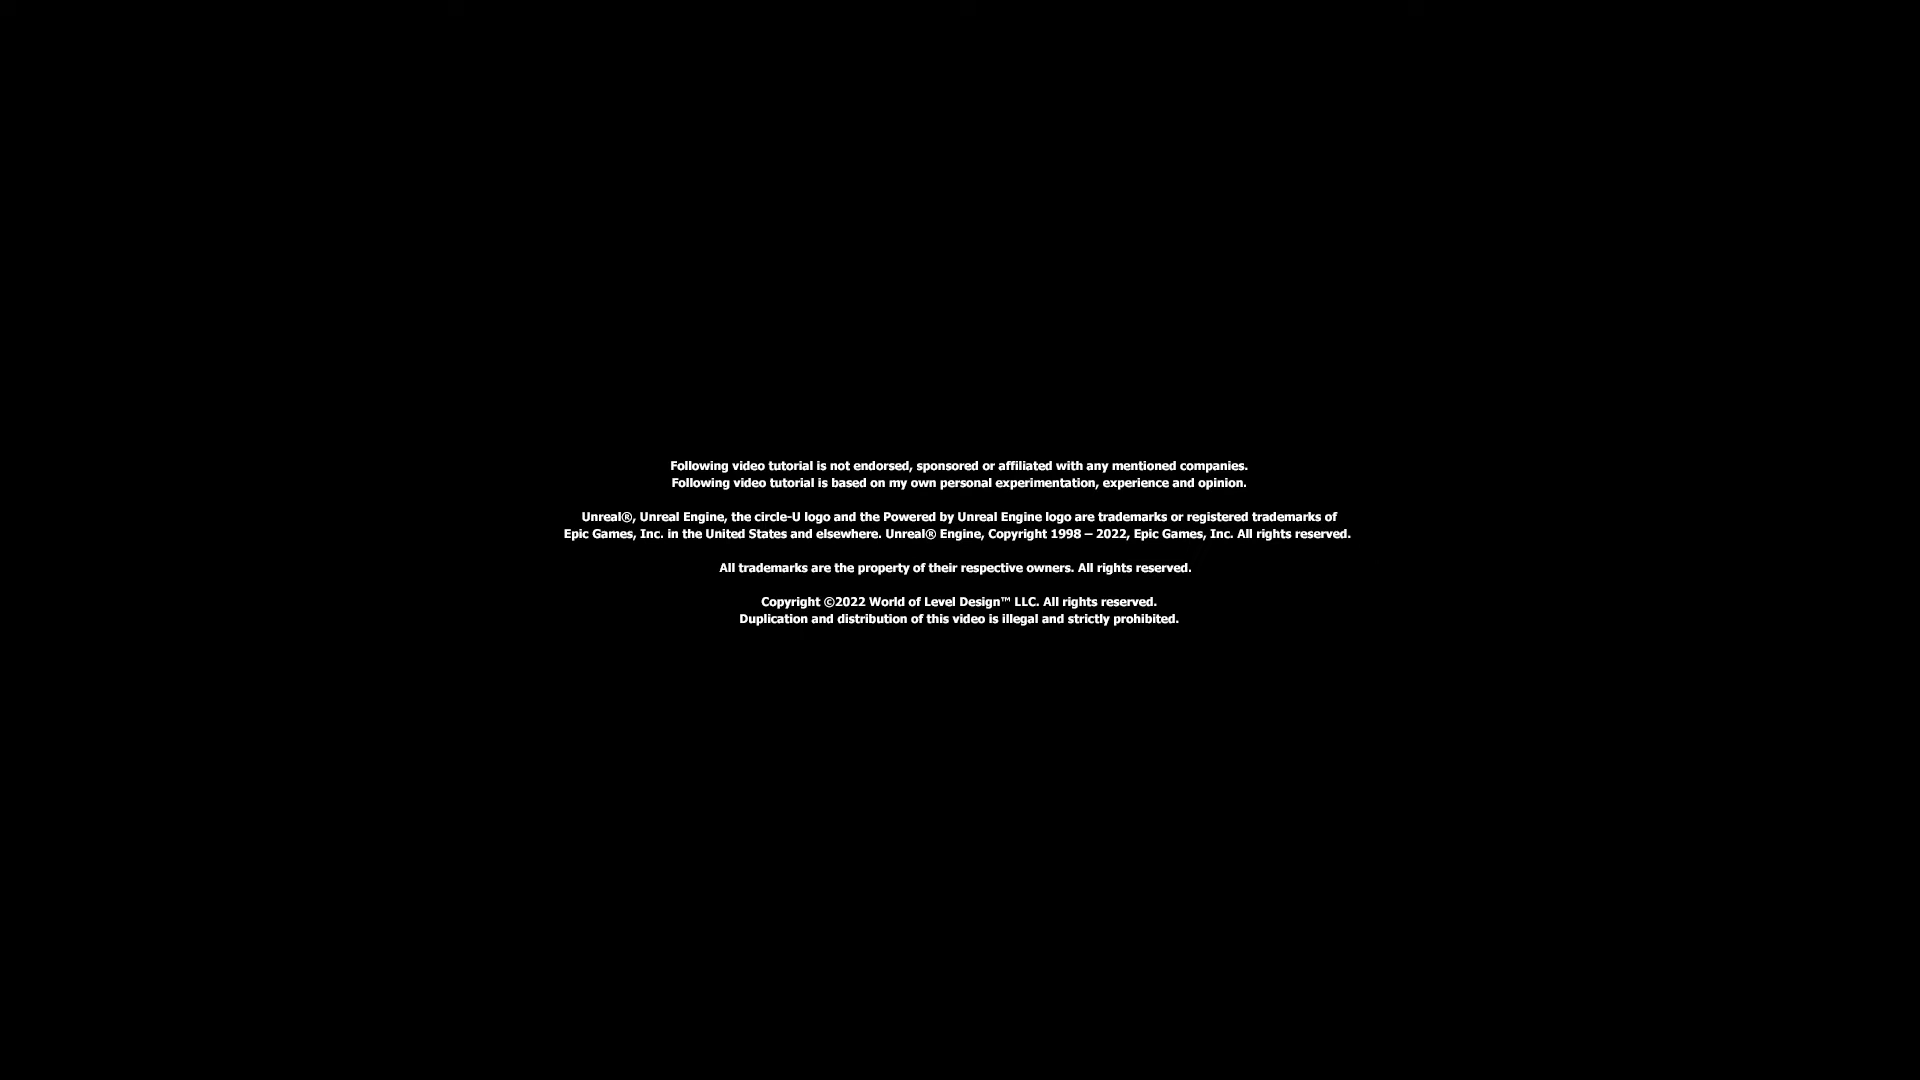 Following video tutorial is not endorsed, sponsored or affiliated with any mentioned companies.
Following video tutorial is based on my own personal experimentation, experience and opinion.
Unreal®, Unreal Engine, the circle-U logo and the Powered by Unreal Engine logo are trademarks or registered trademarks of
Epic Games, Inc. in the United States and elsewhere. Unreal® Engine, Copyright 1998 – 2022, Epic Games, Inc. All rights reserved.
All trademarks are the property of their respective owners. All rights reserved.
Copyright ©2022 World of Level Design™ LLC. All rights reserved.
Duplication and distribution of this video is illegal and strictly prohibited.